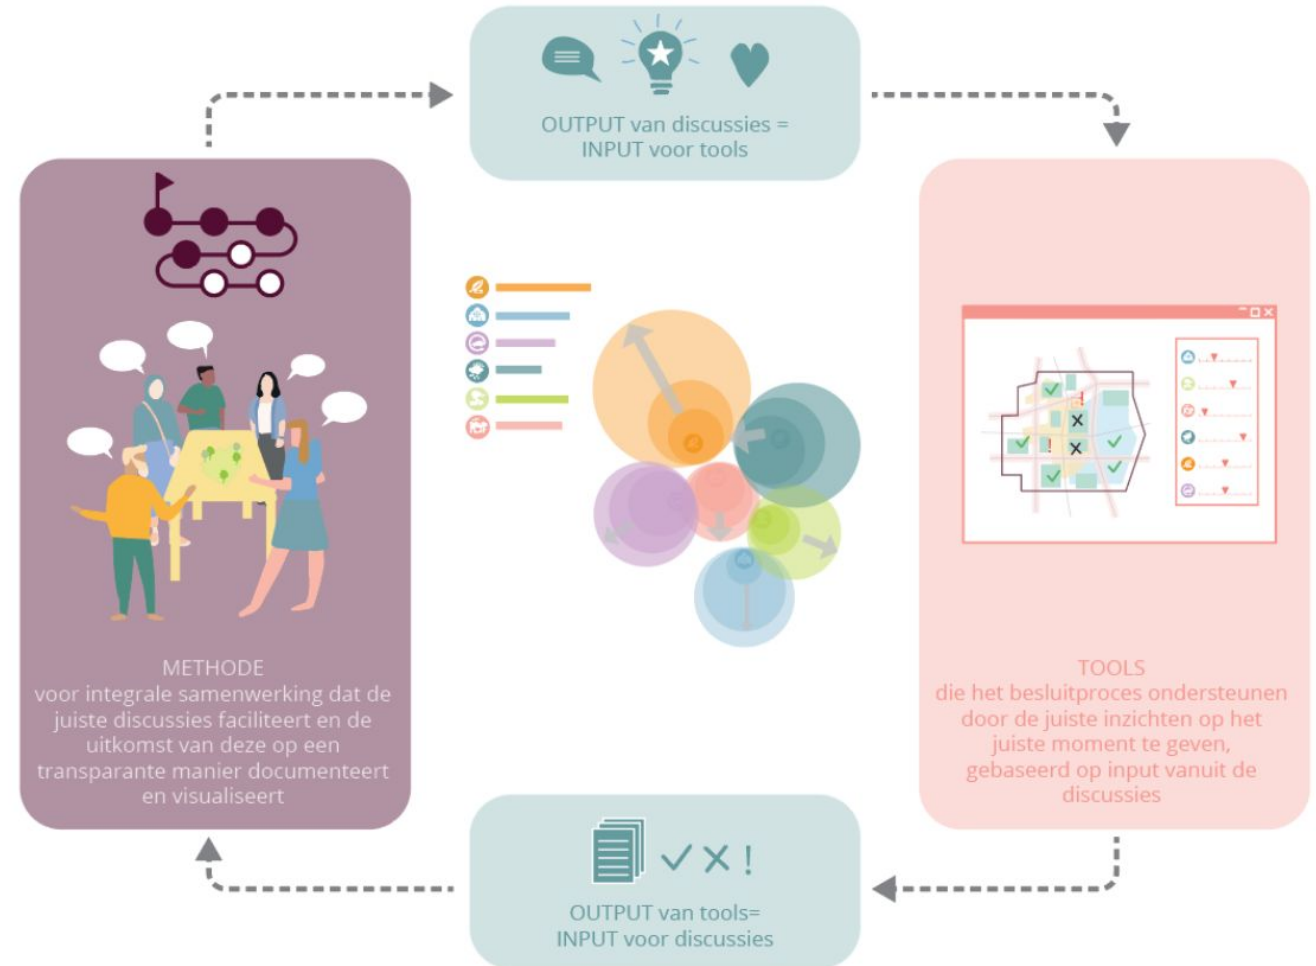 OUTPUT van discussies =
INPUT voor tools
METHODE
voor integrale samenwerking dat de
juiste discussies faciliteert en de
uitkomst van deze op een
transparante manier documenteert
en visualiseert
TOOLS
die het besluitproces ondersteunen
door de juiste inzichten op het
juiste moment te geven,
gebaseerd op input vanuit de
discussies
OUTPUT van tools=
INPUT voor discussies